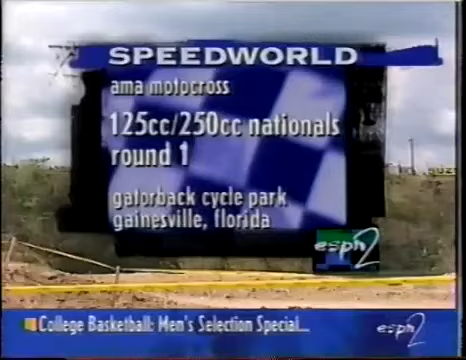 SPEEDWORLD
ama motocross
125cc/250cc nationals
round 1
gatorback cycle park
gainesville, florida
espn2
College Basketball: Men's Selection Special...
espn2